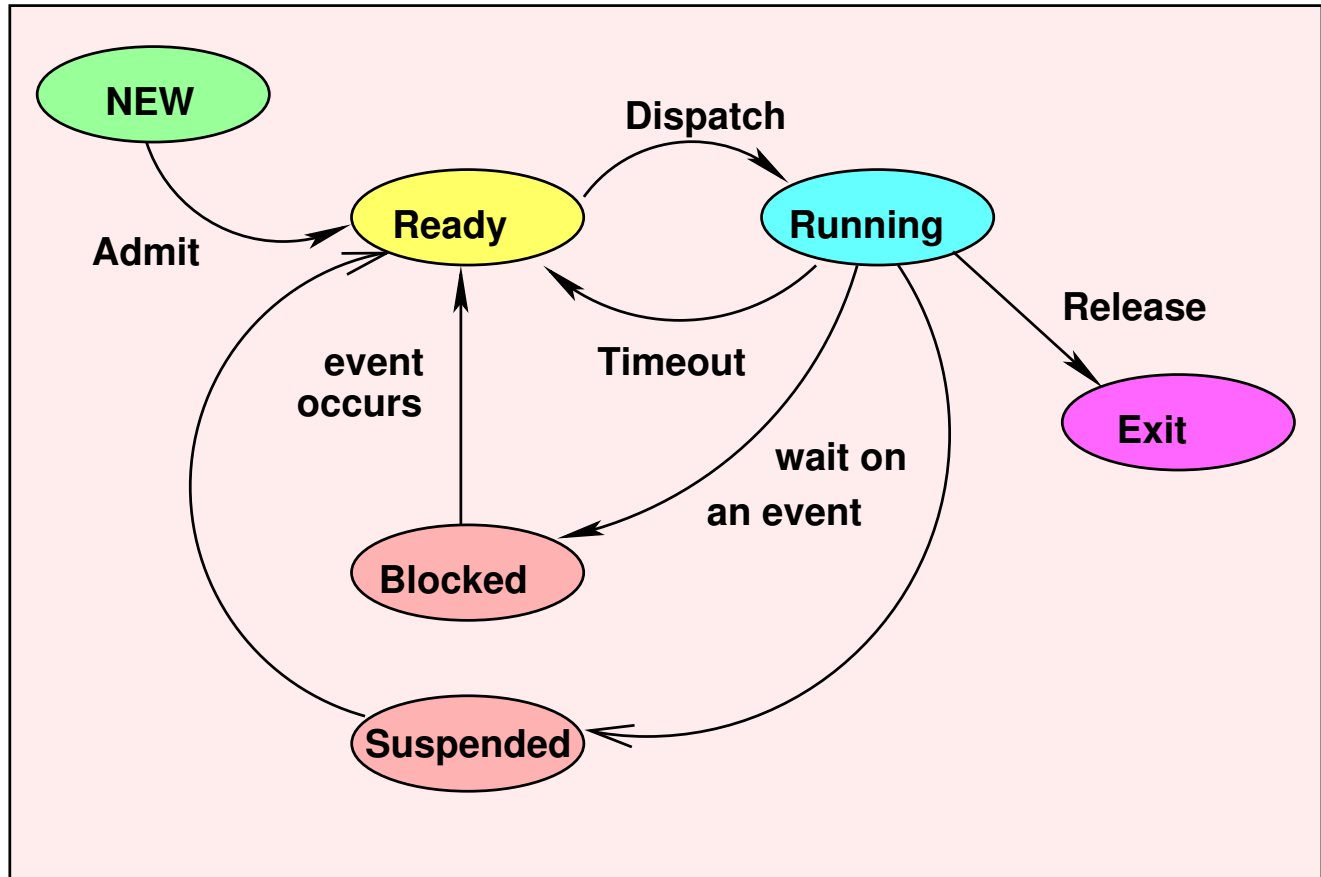 NEW
Dispatch
Ready
Running
Admit
Release
event
occurs
Timeout
Exit
wait on
an event
Blocked
Suspended